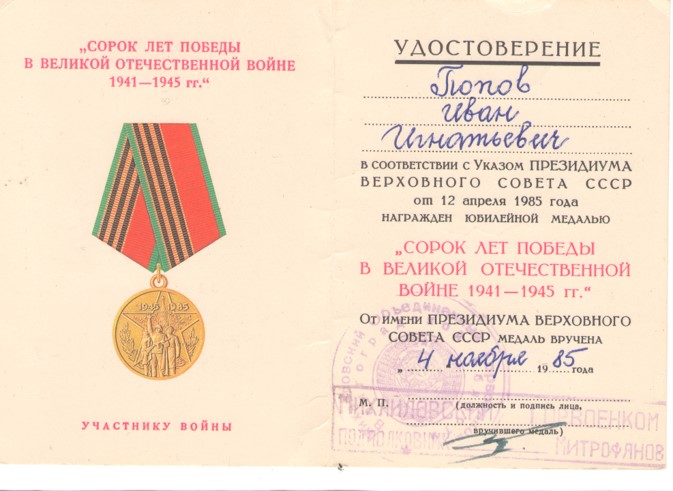 „СОРОК ЛЕТ ПОБЕДЫ
В ВЕЛИКОЙ ОТЕЧЕСТВЕННОЙ ВОЙНЕ
1941—1945 гг.“
1945 1985
УЧАСТНИКУ ВОЙНЫ
УДОСТОВЕРЕНИЕ
Попов
Иван
Игнатьевич
в соответствии с Указом ПРЕЗИДИУМА
ВЕРХОВНОГО СОВЕТА СССР
от 12 апреля 1985 года
НАГРАЖДЕН ЮБИЛЕЙНОЙ МЕДАЛЬЮ
„СОРОК ЛЕТ ПОБЕДЫ
В ВЕЛИКОЙ ОТЕЧЕСТВЕННОЙ
ВОЙНЕ 1941—1945 гг.“
От имени ПРЕЗИДИУМА ВЕРХОВНОГО
СОВЕТА СССР МЕДАЛЬ ВРУЧЕНА
„4 ноября 1985 года
М. П.
(должность и подпись лица,
МИХАЙЛОВСКИЙ
вручившего медаль)
МИТРОФАНОВ